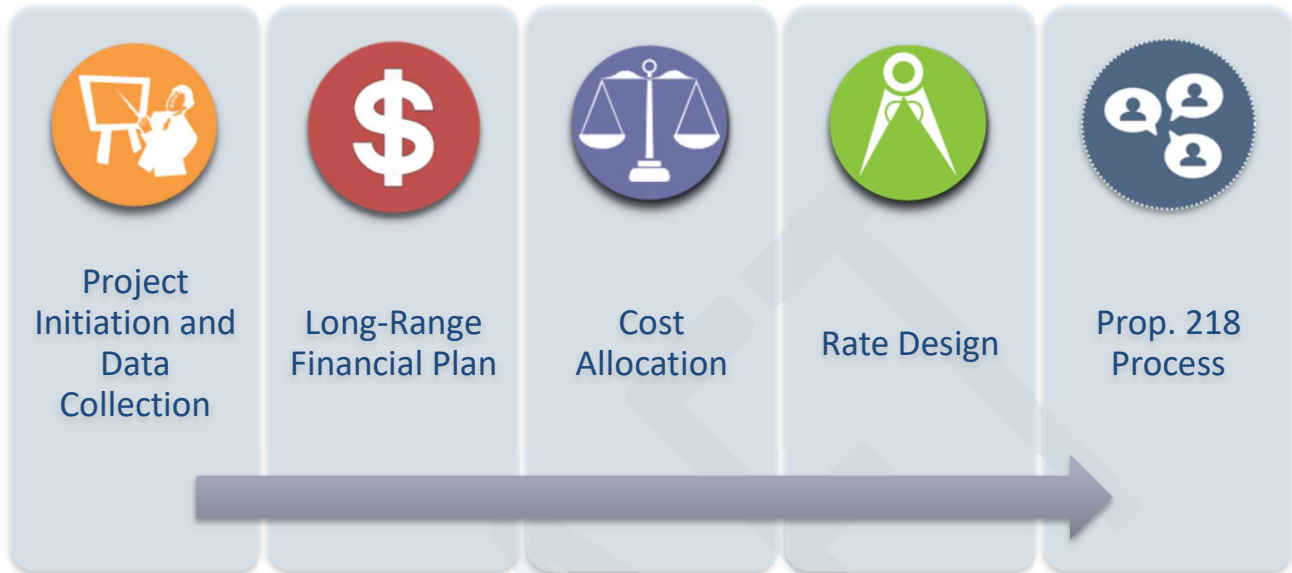 Project
Initiation and
Data
Collection
Long-Range
Financial Plan
Cost
Allocation
Rate Design
Prop. 218
Process